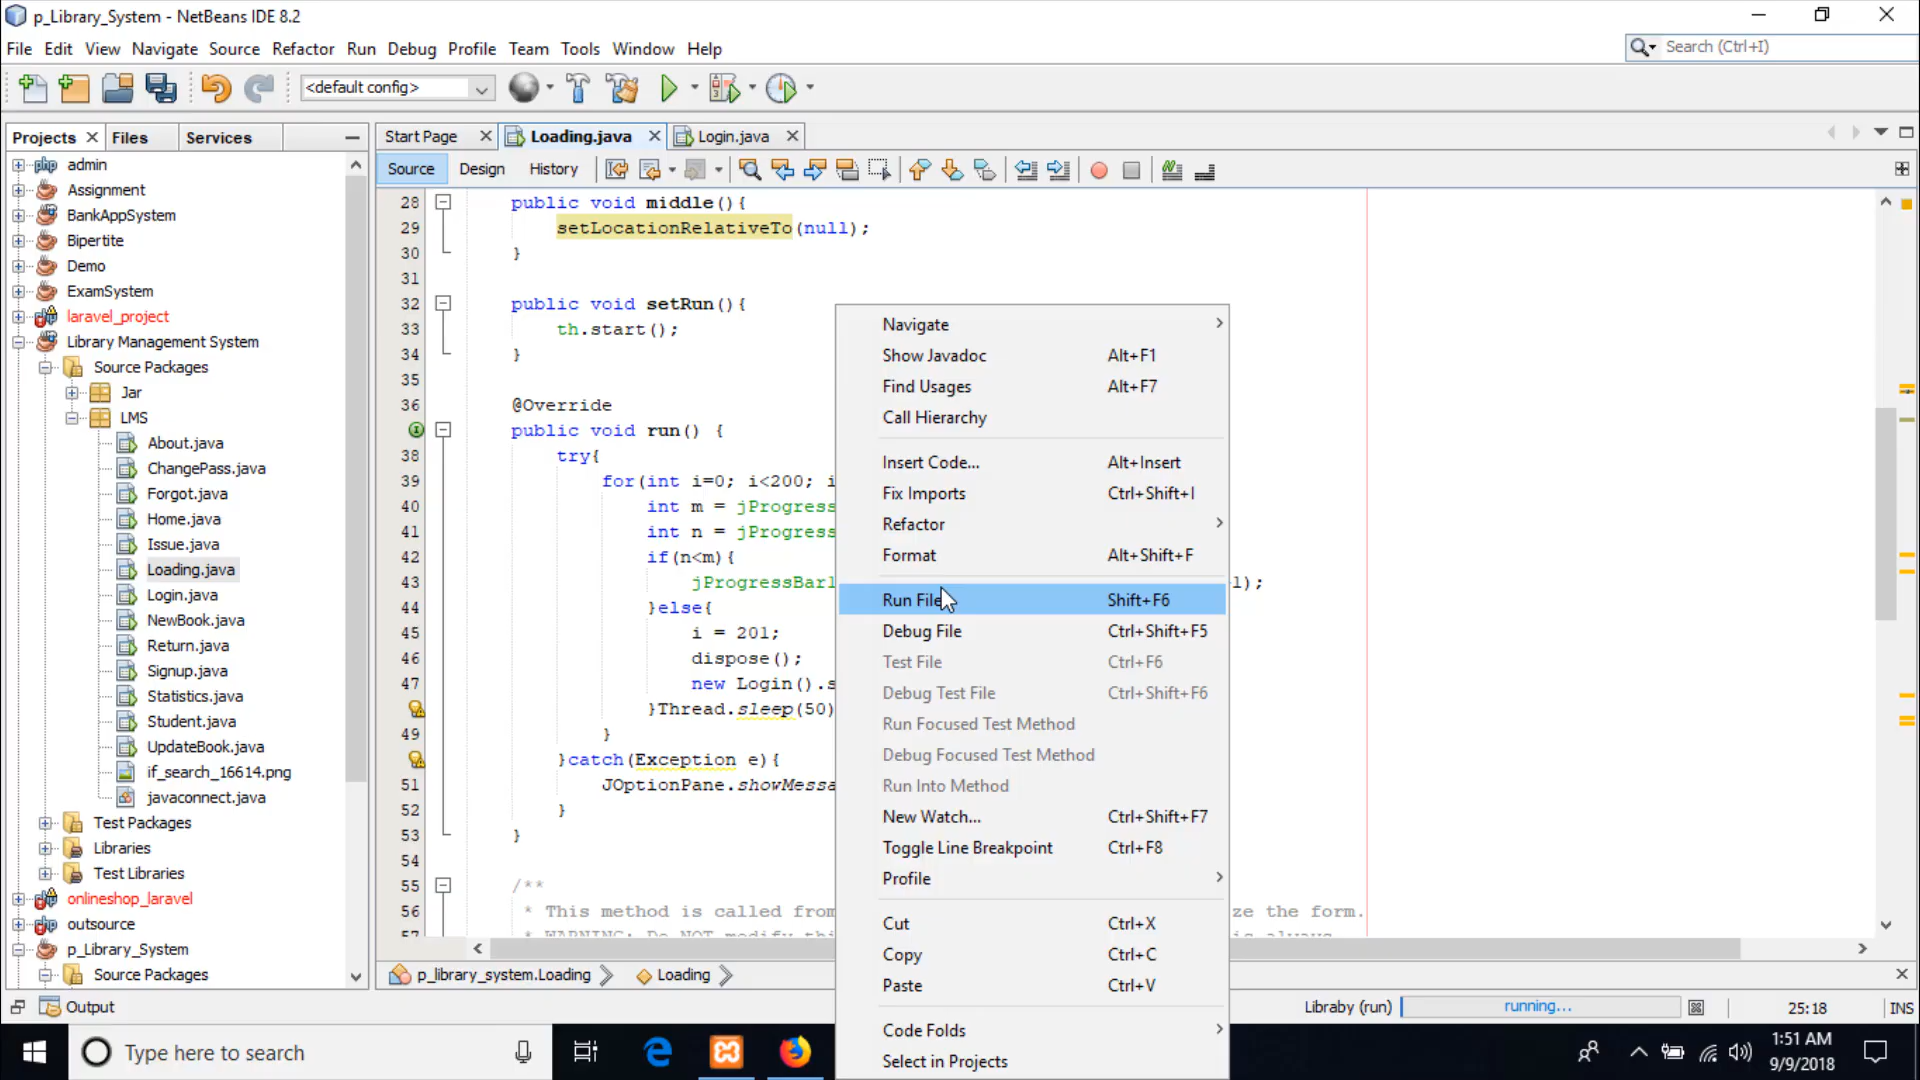 p_Library_System - NetBeans IDE 8.2
File Edit View Navigate Source Refactor Run Debug Profile Team Tools Window Help
Search (Ctrl+I)
<default config>
Projects Files Services
Start Page Loading.java Login.java
Source Design History
admin
Assignment
BankAppSystem
Bipertite
Demo
ExamSystem
laravel_project
Library Management System
Source Packages
Jar
LMS
About.java
ChangePass.java
Forgot.java
Home.java
Issue.java
Loading.java
Login.java
NewBook.java
Return.java
Signup.java
Statistics.java
Student.java
UpdateBook.java
if_search_16614.png
javaconnect.java
Test Packages
Libraries
Test Libraries
onlineshop_laravel
outsource
p_Library_System
Source Packages
28 public void middle(){
29 setLocationRelativeTo(null);
30 }
31
32 public void setRun(){
33 th.start();
34 }
35
36 @Override
public void run() {
38 try{
39 for(int i=0; i<200; i
40 int m = jProgress
41 int n = jProgress
42 if(n<m){
43 jProgressBar1 1);
44 }else{
45 i = 201;
46 dispose();
47 new Login().s
}Thread.sleep(50)
49 }
}catch(Exception e){
51 JOptionPane.showMessa
52 }
53 }
54
55 /**
56 * This method is called from ze the form.
57 * WARNING: Do NOT modify thi is always
Navigate
Show Javadoc Alt+F1
Find Usages Alt+F7
Call Hierarchy
Insert Code... Alt+Insert
Fix Imports Ctrl+Shift+I
Refactor
Format Alt+Shift+F
Run File Shift+F6
Debug File Ctrl+Shift+F5
Test File Ctrl+F6
Debug Test File Ctrl+Shift+F6
Run Focused Test Method
Debug Focused Test Method
Run Into Method
New Watch... Ctrl+Shift+F7
Toggle Line Breakpoint Ctrl+F8
Profile
Cut Ctrl+X
Copy Ctrl+C
Paste Ctrl+V
Code Folds
Select in Projects
p_library_system.Loading Loading
Output
Libraby (run) running... 25:18 INS
Type here to search
1:51 AM
9/9/2018